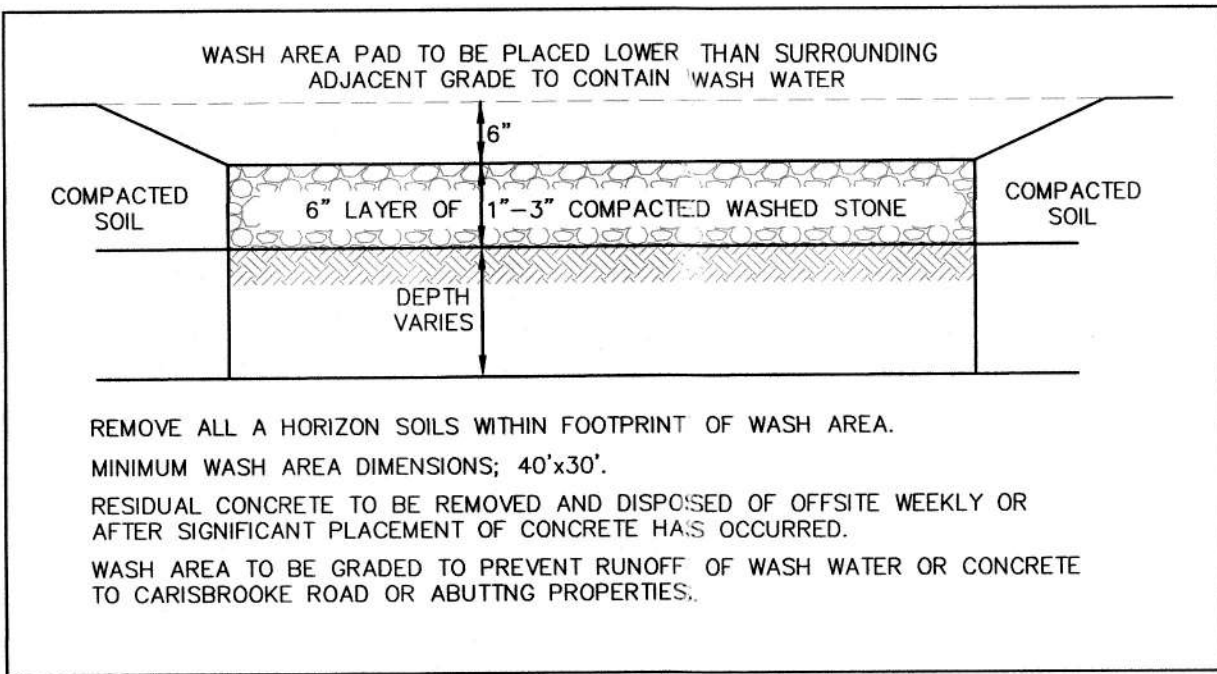 WASH AREA PAD TO BE PLACED LOWER THAN SURROUNDING
ADJACENT GRADE TO CONTAIN WASH WATER
6"
COMPACTED
SOIL
6" LAYER OF 1"-3" COMPACTED WASHED STONE
COMPACTED
SOIL
DEPTH
VARIES
REMOVE ALL A HORIZON SOILS WITHIN FOOTPRINT OF WASH AREA.
MINIMUM WASH AREA DIMENSIONS; 40'x30'.
RESIDUAL CONCRETE TO BE REMOVED AND DISPOSED OF OFFSITE WEEKLY OR
AFTER SIGNIFICANT PLACEMENT OF CONCRETE HAS OCCURRED.
WASH AREA TO BE GRADED TO PREVENT RUNOFF OF WASH WATER OR CONCRETE
TO CARISBROOKE ROAD OR ABUTTNG PROPERTIES.